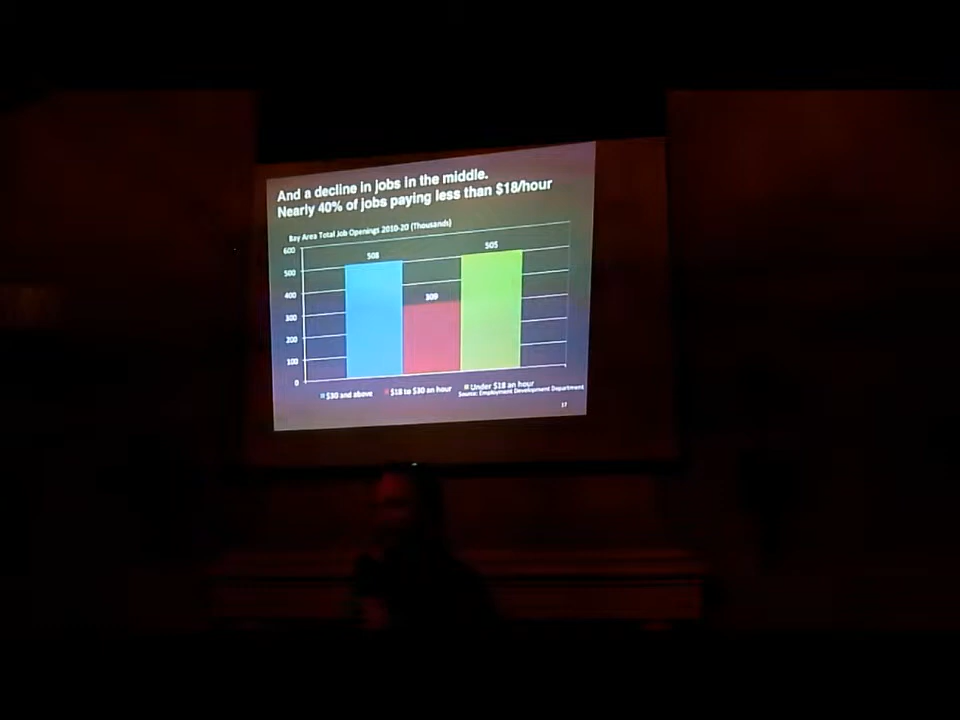 And a decline in jobs in the middle.
Nearly 40% of jobs paying less than $18/hour
Bay Area Total Job Openings 2010-20 (Thousands)
600
500
400
300
200
100
0
508
309
505
$30 and above
$18 to $30 an hour
Under $18 an hour
Source: Employment Development Department
17